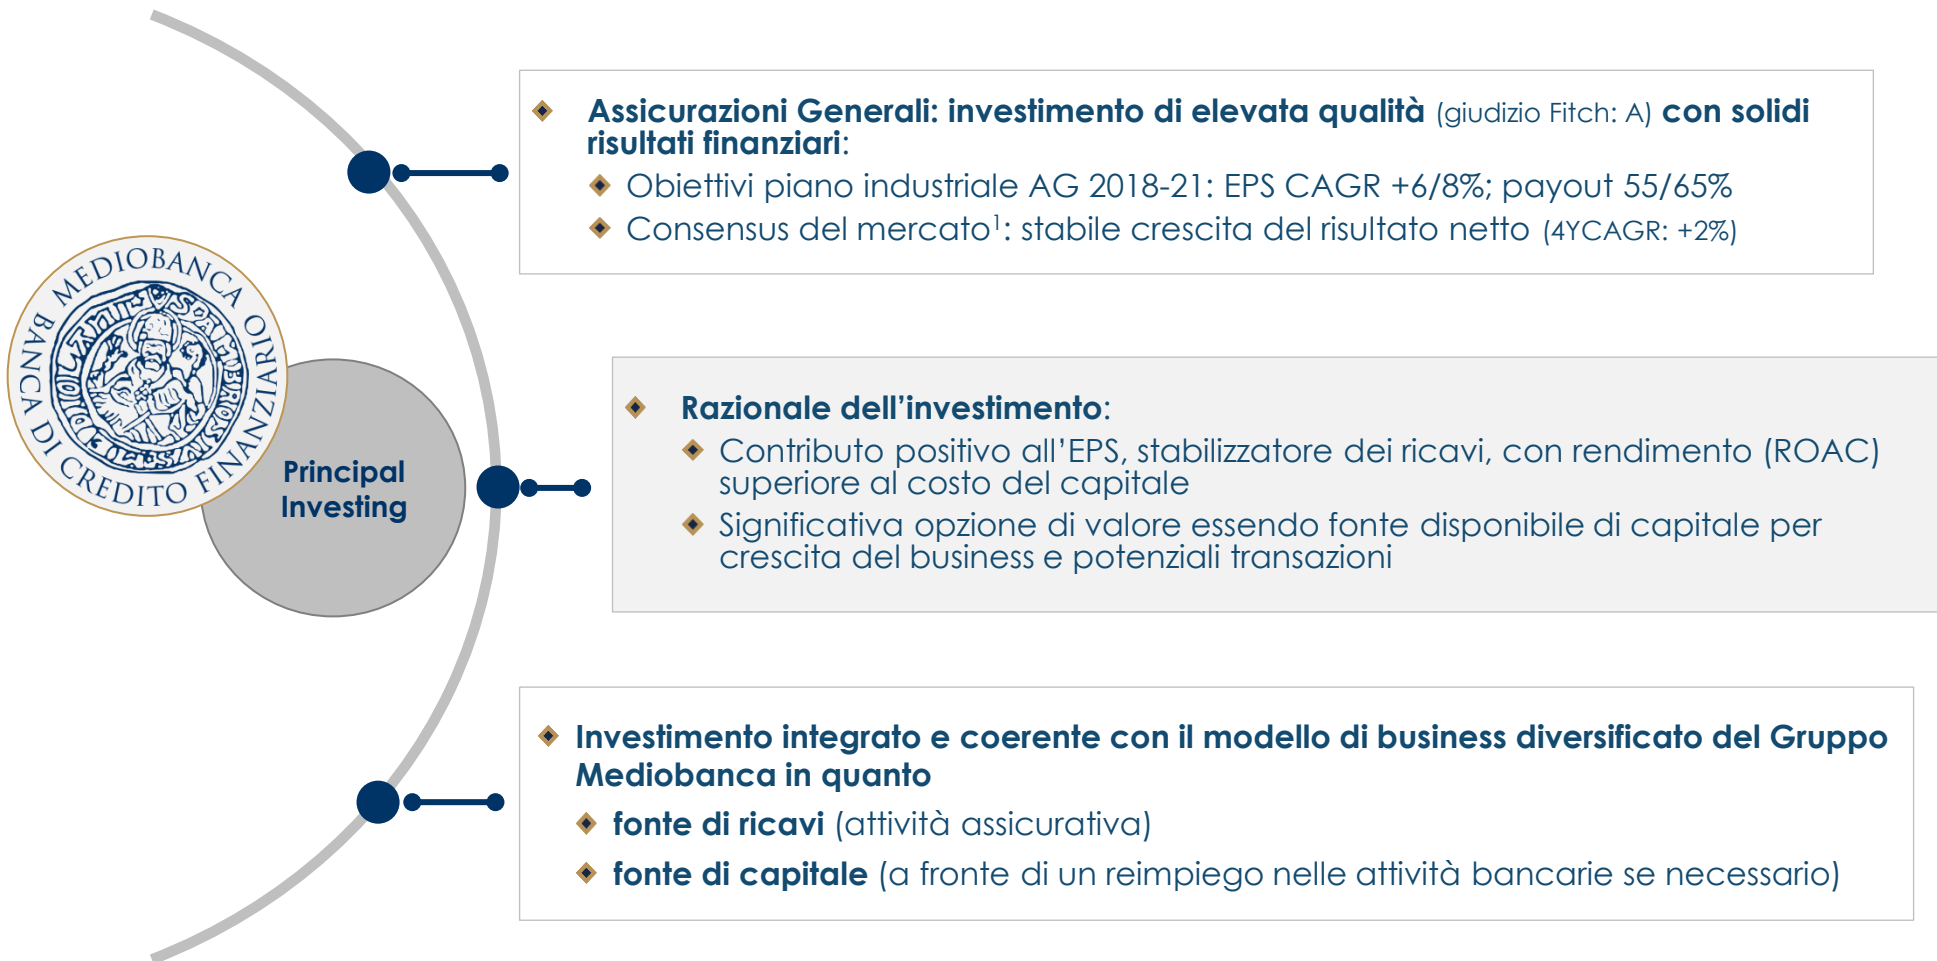 Assicurazioni Generali: investimento di elevata qualità (giudizio Fitch: A) con solidi
risultati finanziari:
Obiettivi piano industriale AG 2018-21: EPS CAGR +6/8%; payout 55/65%
Consensus del mercato¹: stabile crescita del risultato netto (4YCAGR: +2%)
MEDIOBANCA
BANCA DI CREDITO FINANZIARIO
Principal
Investing
Razionale dell’investimento:
Contributo positivo all’EPS, stabilizzatore dei ricavi, con rendimento (ROAC)
superiore al costo del capitale
Significativa opzione di valore essendo fonte disponibile di capitale per
crescita del business e potenziali transazioni
Investimento integrato e coerente con il modello di business diversificato del Gruppo
Mediobanca in quanto
fonte di ricavi (attività assicurativa)
fonte di capitale (a fronte di un reimpiego nelle attività bancarie se necessario)